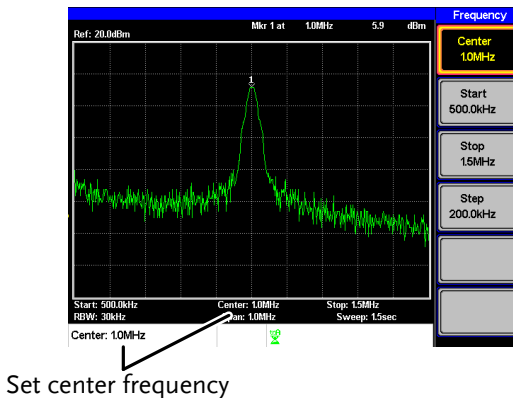 Frequency
Mkr 1 at 1.0MHz 5.9 dBm
Ref: 20.0dBm
Center
1.0MHz
1
Start
500.0kHz
Stop
1.5MHz
Step
200.0kHz
Start: 500.0kHz Center: 1.0MHz Stop: 1.5MHz
RBW: 30kHz Span: 1.0MHz Sweep: 1.5sec
Center: 1.0MHz
Set center frequency